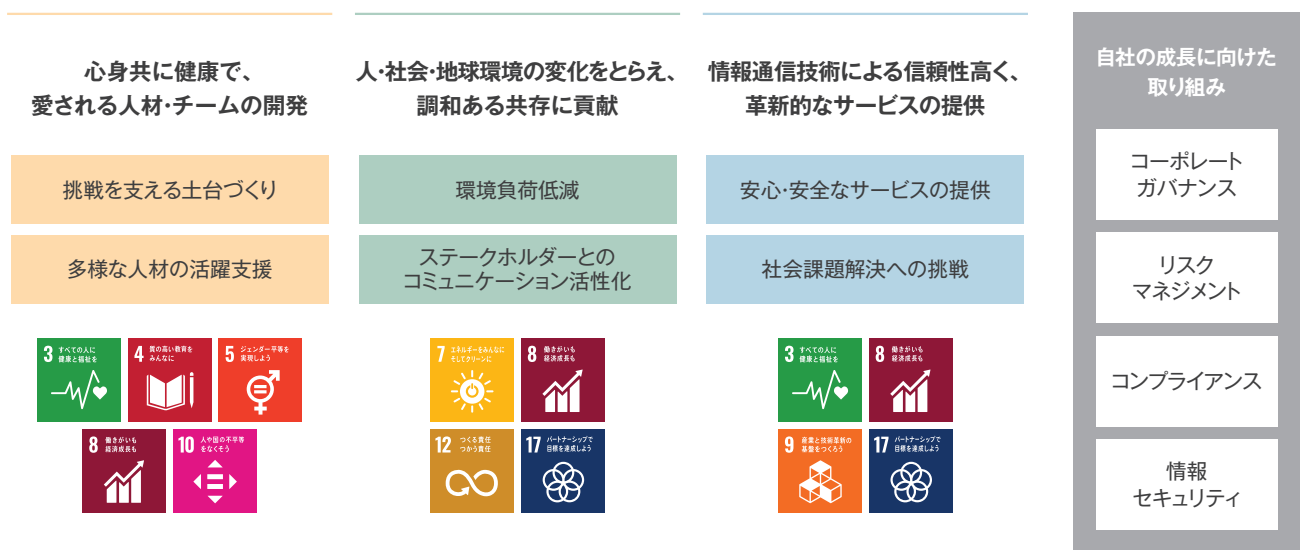 心身共に健康で、
愛される人材・チームの開発
挑戦を支える土台づくり
多様な人材の活躍支援
3 すべての人に
健康と福祉を
4 質の高い教育を
みんなに
5 ジェンダー平等を
実現しよう
8 働きがいも
経済成長も
10 人や国の不平等
をなくそう
人・社会・地球環境の変化をとらえ、
調和ある共存に貢献
環境負荷低減
ステークホルダーとの
コミュニケーション活性化
7 エネルギーをみんなに
そしてクリーンに
8 働きがいも
経済成長も
12 つくる責任
つかう責任
17 パートナーシップで
目標を達成しよう
情報通信技術による信頼性高く、
革新的なサービスの提供
安心・安全なサービスの提供
社会課題解決への挑戦
3 すべての人に
健康と福祉を
8 働きがいも
経済成長も
9 産業と技術革新の
基盤をつくろう
17 パートナーシップで
目標を達成しよう
自社の成長に向けた
取り組み
コーポレート
ガバナンス
リスク
マネジメント
コンプライアンス
情報
セキュリティ